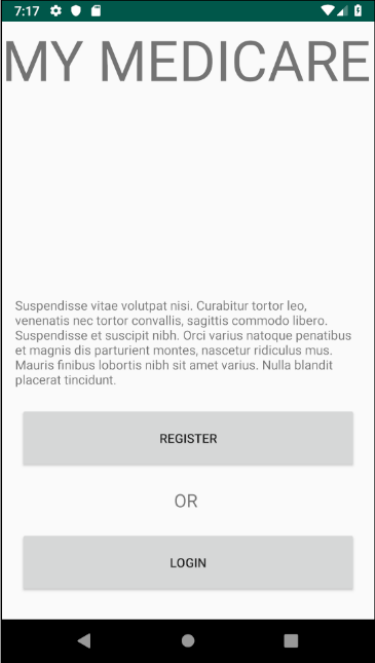 7:17
MY MEDICARE
Suspendisse vitae volutpat nisi. Curabitur tortor leo,
venenatis nec tortor convallis, sagittis commodo libero.
Suspendisse et suscipit nibh. Orci varius natoque penatibus
et magnis dis parturient montes, nascetur ridiculus mus.
Mauris finibus lobortis nibh sit amet varius. Nulla blandit
placerat tincidunt.
REGISTER
OR
LOGIN